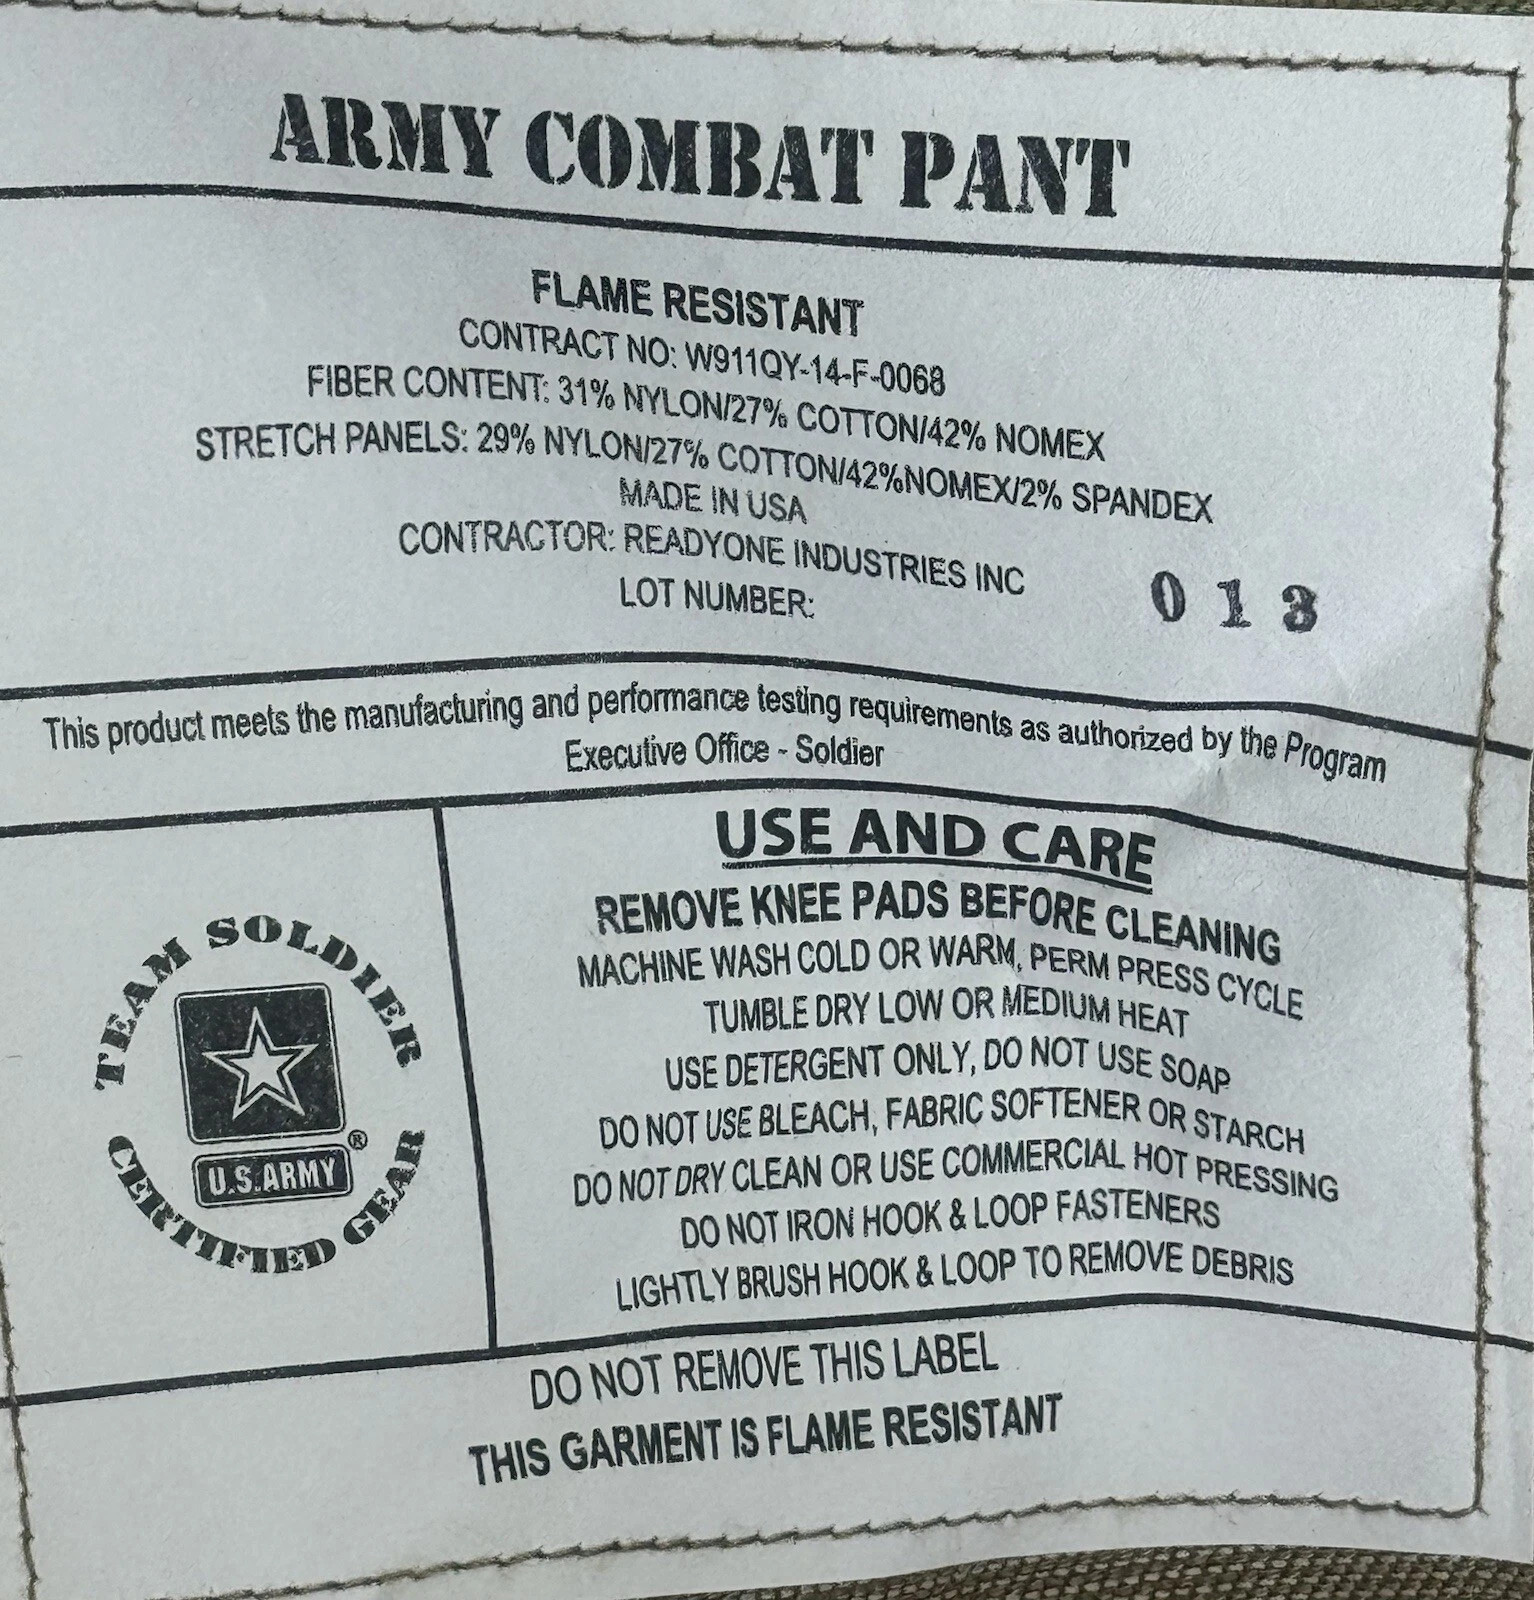 ARMY COMBAT PANT
FLAME RESISTANT
CONTRACT NO: W911QY-14-F-0068
FIBER CONTENT: 31% NYLON/27% COTTON/42% NOMEX
STRETCH PANELS: 29% NYLON/27% COTTON/42%NOMEX/2% SPANDEX
MADE IN USA
CONTRACTOR: READYONE INDUSTRIES INC
LOT NUMBER: 013
This product meets the manufacturing and performance testing requirements as authorized by the Program
Executive Office - Soldier
TEAM SOLDIER
U.S.ARMY ®
CERTIFIED GEAR
USE AND CARE
REMOVE KNEE PADS BEFORE CLEANING
MACHINE WASH COLD OR WARM, PERM PRESS CYCLE
TUMBLE DRY LOW OR MEDIUM HEAT
USE DETERGENT ONLY, DO NOT USE SOAP
DO NOT USE BLEACH, FABRIC SOFTENER OR STARCH
DO NOT DRY CLEAN OR USE COMMERCIAL HOT PRESSING
DO NOT IRON HOOK & LOOP FASTENERS
LIGHTLY BRUSH HOOK & LOOP TO REMOVE DEBRIS
DO NOT REMOVE THIS LABEL
THIS GARMENT IS FLAME RESISTANT